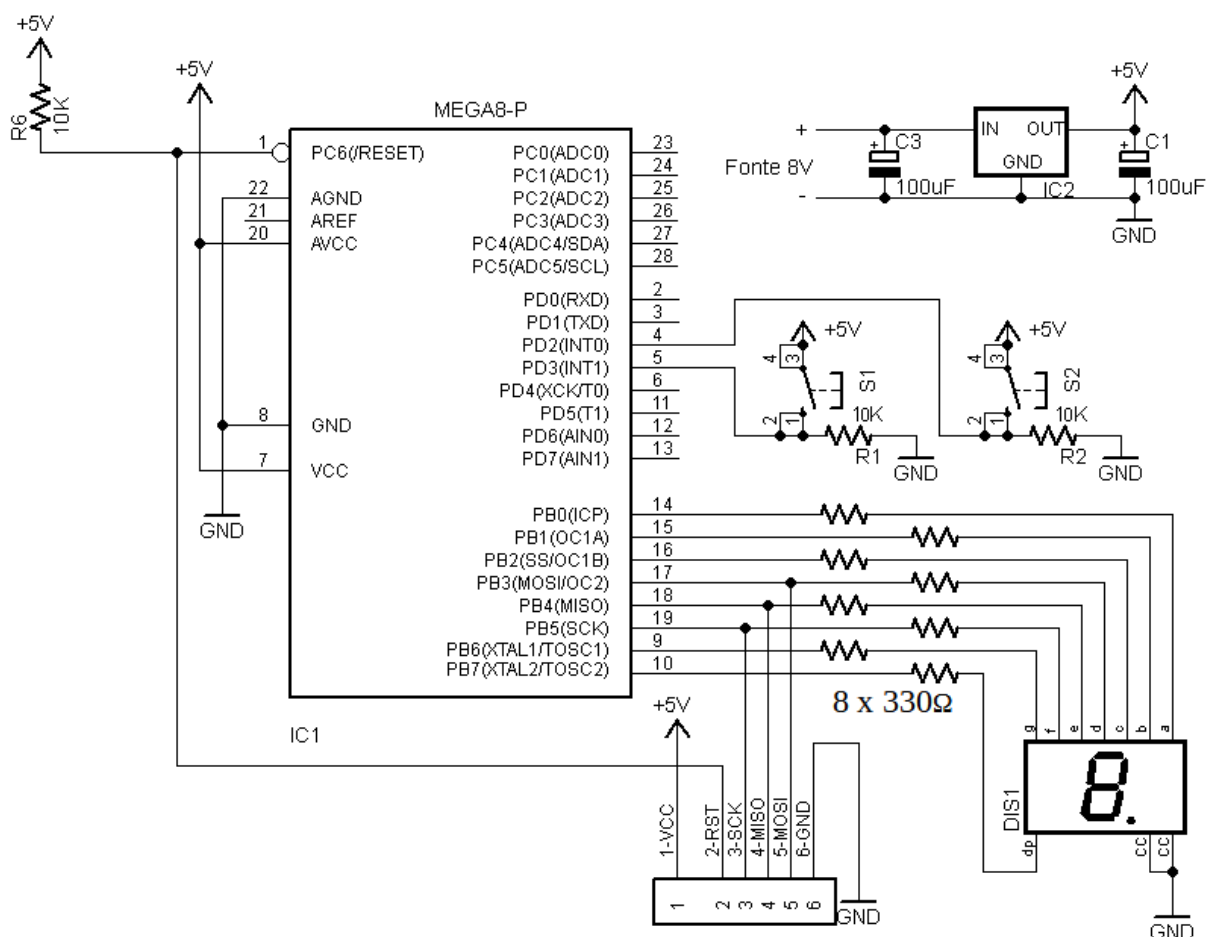 +5V
R6
10K
+5V
MEGA8-P
1
PC6(/RESET)
22
AGND
21
AREF
20
AVCC
8
GND
7
VCC
GND
IC1
PC0(ADC0)
23
PC1(ADC1)
24
PC2(ADC2)
25
PC3(ADC3)
26
PC4(ADC4/SDA)
27
PC5(ADC5/SCL)
28
PD0(RXD)
2
PD1(TXD)
3
PD2(INT0)
4
PD3(INT1)
5
PD4(XCK/T0)
6
PD5(T1)
11
PD6(AIN0)
12
PD7(AIN1)
13
PB0(ICP)
14
PB1(OC1A)
15
PB2(SS/OC1B)
16
PB3(MOSI/OC2)
17
PB4(MISO)
18
PB5(SCK)
19
PB6(XTAL1/TOSC1)
9
PB7(XTAL2/TOSC2)
10
+5V
+
IN
OUT
GND
IC2
C3
+
100uF
C1
+
100uF
Fonte 8V
-
GND
+5V
4
3
S1
2
1
10K
R1
GND
+5V
4
3
S2
2
1
10K
R2
GND
8 x 330Ω
g
f
e
d
c
b
a
DIS1
8.
dp
CC
CC
GND
+5V
1-VCC
2-RST
3-SCK
4-MISO
5-MOSI
6-GND
1
2
3
4
5
6
GND